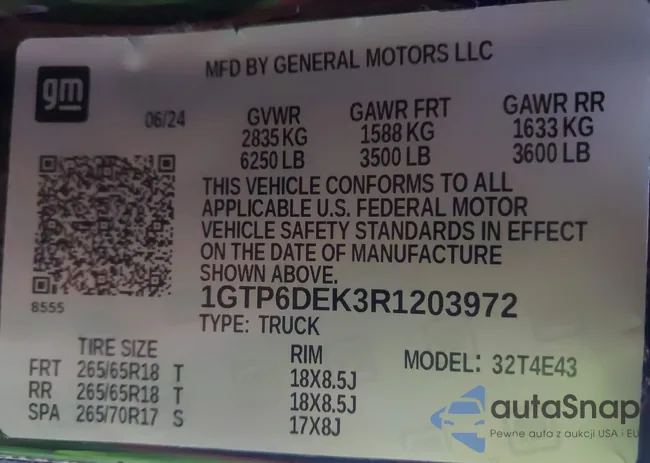 MFD BY GENERAL MOTORS LLC
gm
06/24
GVWR GAWR FRT GAWR RR
2835 KG 1588 KG 1633 KG
6250 LB 3500 LB 3600 LB
THIS VEHICLE CONFORMS TO ALL
APPLICABLE U.S. FEDERAL MOTOR
VEHICLE SAFETY STANDARDS IN EFFECT
ON THE DATE OF MANUFACTURE
SHOWN ABOVE.
8555
1GTP6DEK3R1203972
TYPE: TRUCK
TIRE SIZE RIM MODEL: 32T4E43
FRT 265/65R18 T 18X8.5J
RR 265/65R18 T 18X8.5J
SPA 265/70R17 S 17X8J
autaSnap
Pewne auta z aukcji USA i EU